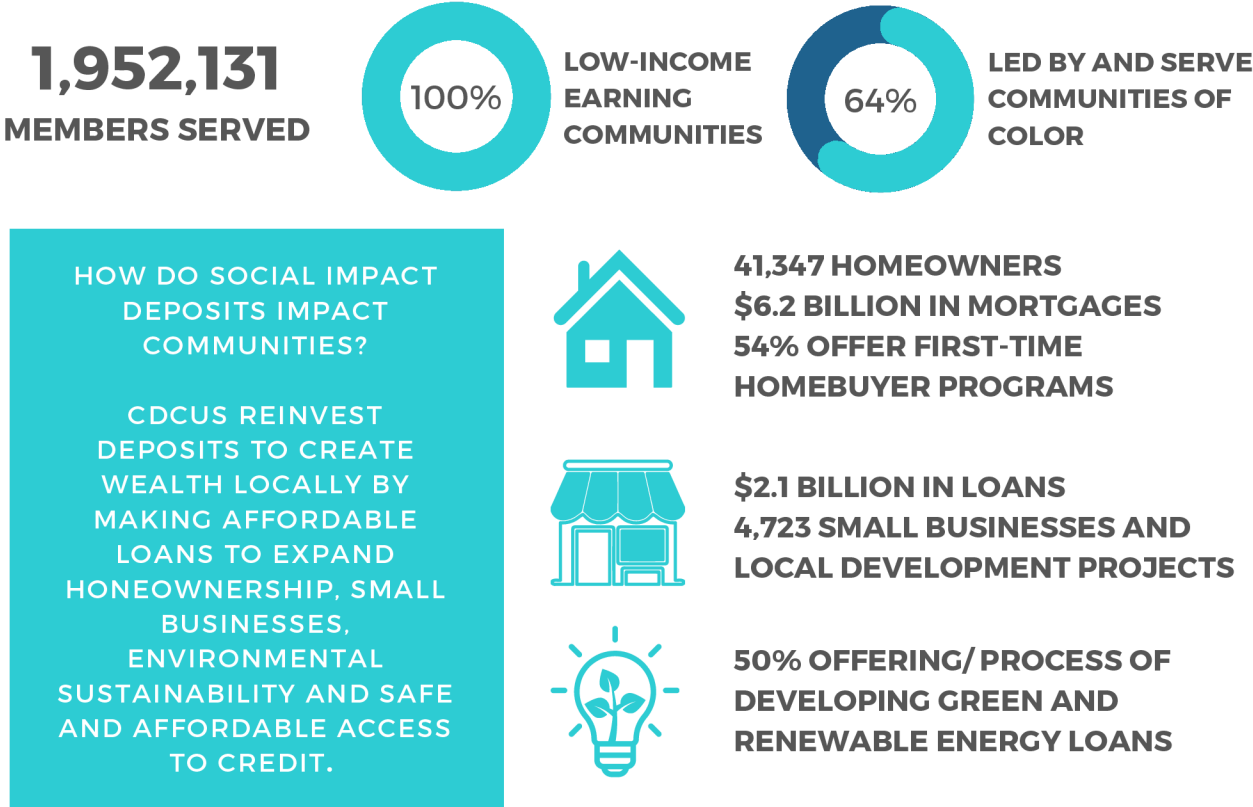 1,952,131
MEMBERS SERVED
100%
LOW-INCOME
EARNING
COMMUNITIES
64%
LED BY AND SERVE
COMMUNITIES OF
COLOR
HOW DO SOCIAL IMPACT
DEPOSITS IMPACT
COMMUNITIES?
CDCUS REINVEST
DEPOSITS TO CREATE
WEALTH LOCALLY BY
MAKING AFFORDABLE
LOANS TO EXPAND
HONEOWNERSHIP, SMALL
BUSINESSES,
ENVIRONMENTAL
SUSTAINABILITY AND SAFE
AND AFFORDABLE ACCESS
TO CREDIT.
41,347 HOMEOWNERS
$6.2 BILLION IN MORTGAGES
54% OFFER FIRST-TIME
HOMEBUYER PROGRAMS
$2.1 BILLION IN LOANS
4,723 SMALL BUSINESSES AND
LOCAL DEVELOPMENT PROJECTS
50% OFFERING/ PROCESS OF
DEVELOPING GREEN AND
RENEWABLE ENERGY LOANS